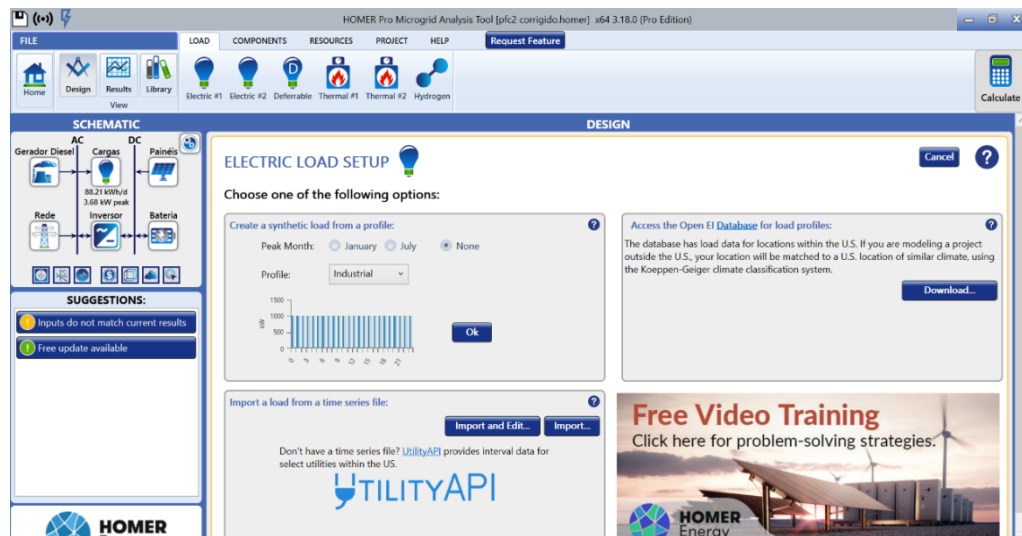 HOMER Pro Microgrid Analysis Tool [pfc2 corrigido.homer] x64 3.18.0 (Pro Edition)
FILE
LOAD COMPONENTS RESOURCES PROJECT HELP Request Feature
Home Design Results Library
View
Electric #1 Electric #2 Deferrable Thermal #1 Thermal #2 Hydrogen
Calculate
SCHEMATIC
DESIGN
AC DC
Gerador Diesel Cargas Painéis
88.21 kWh/d
3.68 kW peak
Rede Inversor Bateria
SUGGESTIONS:
Inputs do not match current results
Free update available
HOMER
ELECTRIC LOAD SETUP
Cancel
Choose one of the following options:
Create a synthetic load from a profile:
Peak Month: January July None
Profile: Industrial
1500
1000
500
0
kW
0 3 6 9 12 15 18 21
Ok
Access the Open EI Database for load profiles:
The database has load data for locations within the U.S. If you are modeling a project
outside the U.S., your location will be matched to a U.S. location of similar climate, using
the Koeppen-Geiger climate classification system.
Download...
Import a load from a time series file:
Import and Edit... Import...
Don't have a time series file? UtilityAPI provides interval data for
select utilities within the US.
UTILITYAPI
Free Video Training
Click here for problem-solving strategies.
HOMER
Energy